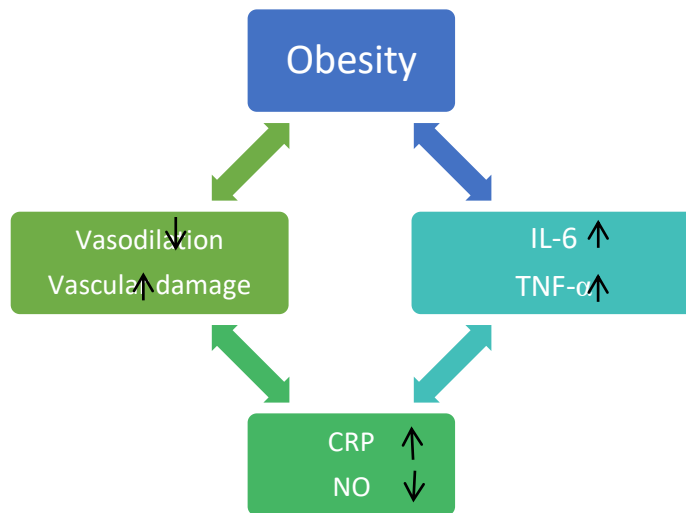 Obesity
Vasodilation
Vascular damage
IL-6
TNF-α
CRP
NO